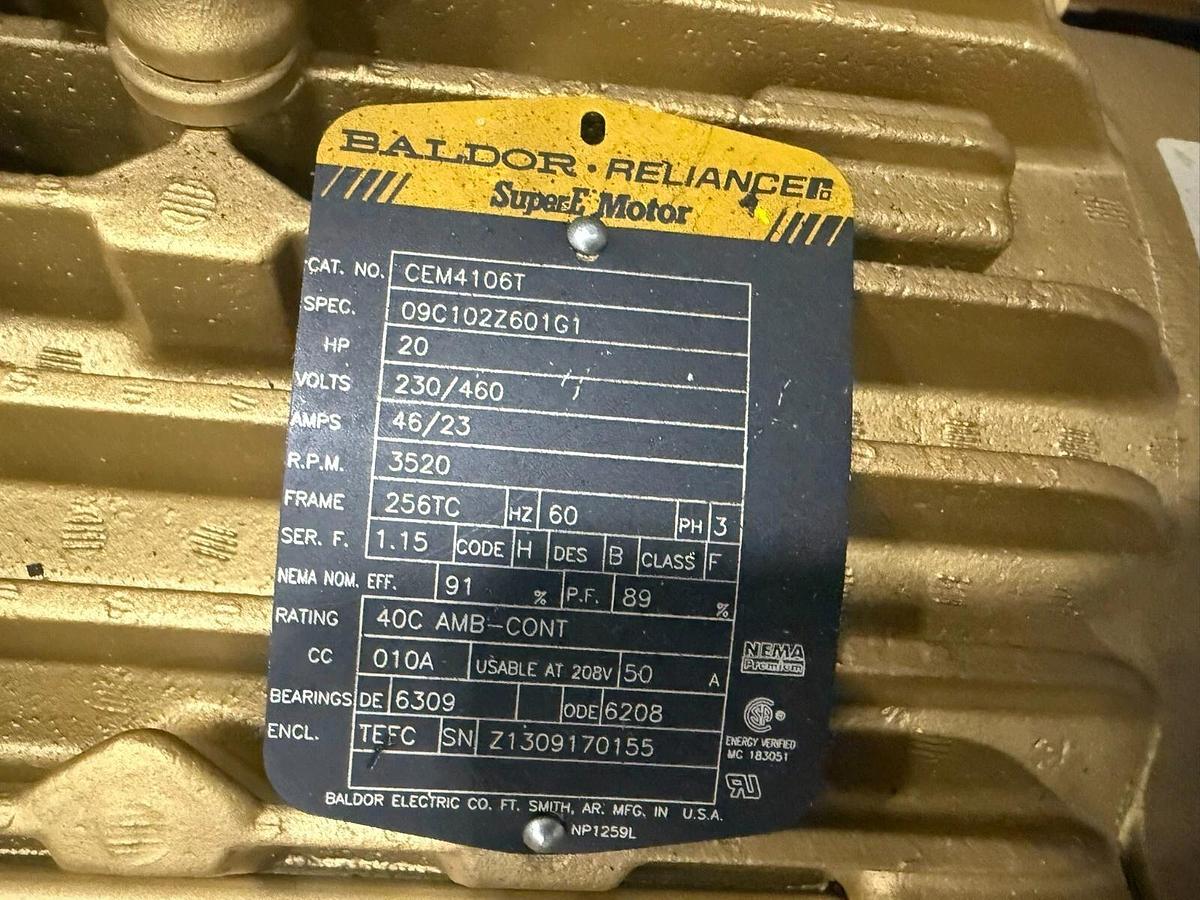 BALDOR · RELIANCER
Super-E Motor
CAT. NO. CEM4106T
SPEC. 09C102Z601G1
HP 20
VOLTS 230/460
AMPS 46/23
R.P.M. 3520
FRAME 256TC HZ 60 PH 3
SER. F. 1.15 CODE H DES B CLASS F
NEMA NOM. EFF. 91 % P.F. 89 %
RATING 40C AMB-CONT
CC 010A USABLE AT 208V 50 A
NEMA
Premium
BEARINGS DE 6309 ODE 6208
ENCL. TEFC SN Z1309170155
SP ®
ENERGY VERIFIED
MC 183051
RU
BALDOR ELECTRIC CO. FT. SMITH, AR. MFG. IN U.S.A.
NP1259L